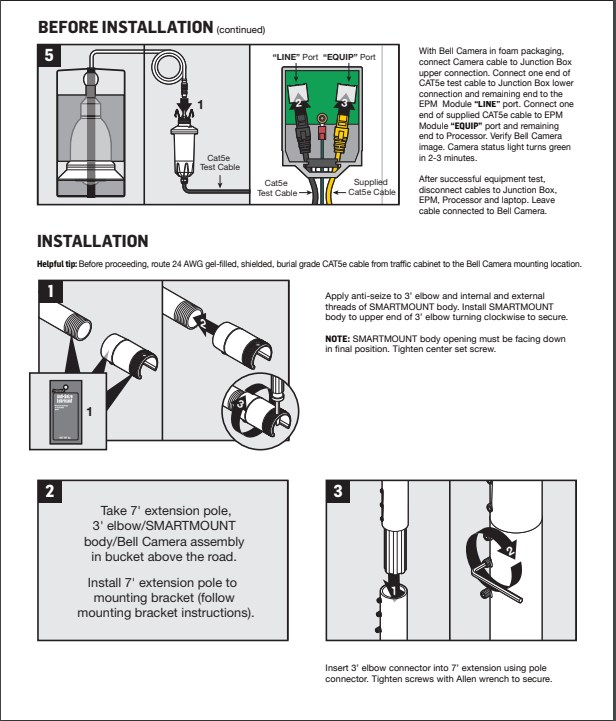 BEFORE INSTALLATION (continued)
5
"LINE" Port "EQUIP" Port
1
2
3
Cat5e
Test Cable
Cat5e
Test Cable
Supplied
Cat5e Cable
With Bell Camera in foam packaging,
connect Camera cable to Junction Box
upper connection. Connect one end of
CAT5e test cable to Junction Box lower
connection and remaining end to the
EPM Module "LINE" port. Connect one
end of supplied CAT5e cable to EPM
Module "EQUIP" port and remaining
end to Processor. Verify Bell Camera
image. Camera status light turns green
in 2-3 minutes.
After successful equipment test,
disconnect cables to Junction Box,
EPM, Processor and laptop. Leave
cable connected to Bell Camera.
INSTALLATION
Helpful tip: Before proceeding, route 24 AWG gel-filled, shielded, burial grade CAT5e cable from traffic cabinet to the Bell Camera mounting location.
1
2
1
3
Apply anti-seize to 3' elbow and internal and external
threads of SMARTMOUNT body. Install SMARTMOUNT
body to upper end of 3' elbow turning clockwise to secure.
NOTE: SMARTMOUNT body opening must be facing down
in final position. Tighten center set screw.
2
Take 7' extension pole,
3' elbow/SMARTMOUNT
body/Bell Camera assembly
in bucket above the road.
Install 7' extension pole to
mounting bracket (follow
mounting bracket instructions).
3
1
2
Insert 3' elbow connector into 7' extension using pole
connector. Tighten screws with Allen wrench to secure.